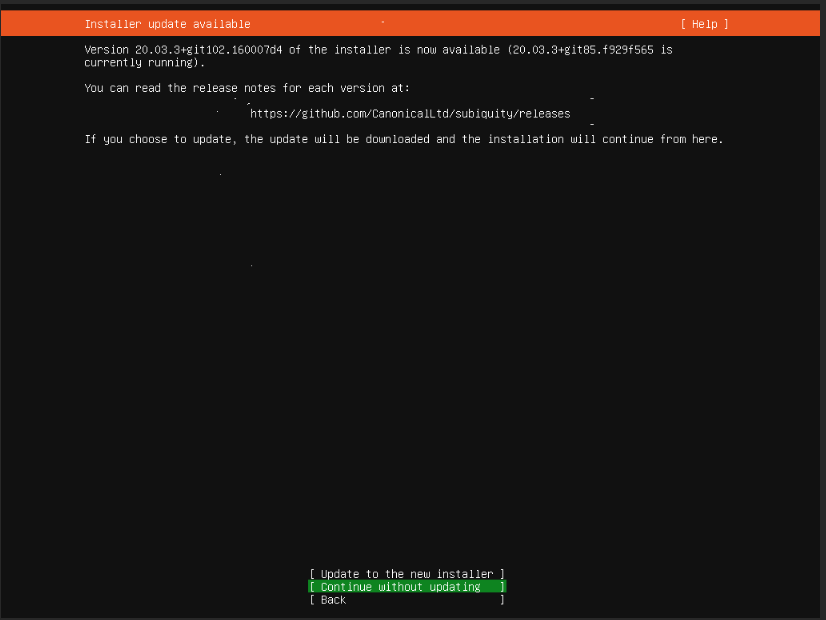 Installer update available [ Help ]
Version 20.03.3+git102.160007d4 of the installer is now available (20.03.3+git85.f929f565 is
currently running).
You can read the release notes for each version at:
https://github.com/CanonicalLtd/subiquity/releases
If you choose to update, the update will be downloaded and the installation will continue from here.
[ Update to the new installer ]
[ Continue without updating ]
[ Back ]